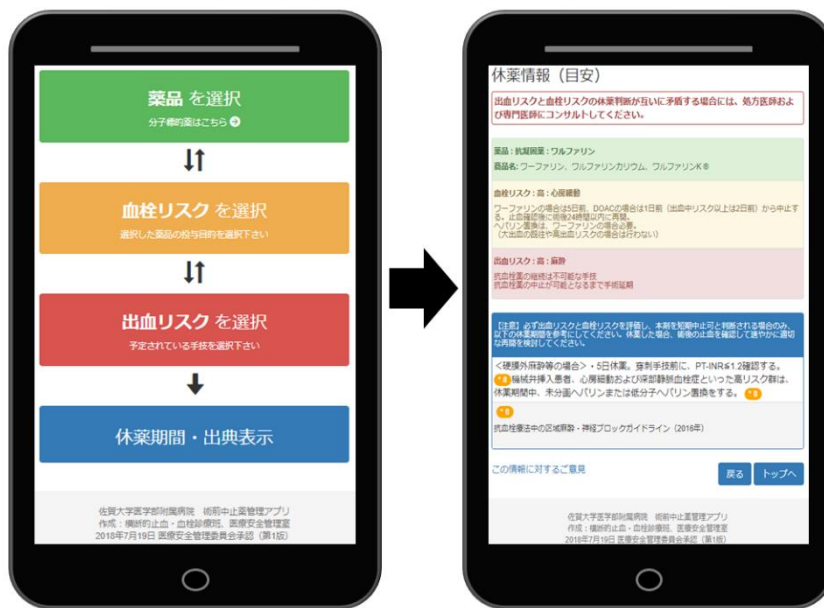 薬品 を選択
分子標的薬はこちら
血栓リスク を選択
選択した薬品の投与目的を選択下さい
出血リスク を選択
予定されている手技を選択下さい
休薬期間・出典表示
佐賀大学医学部附属病院 術前中止薬管理アプリ
作成：横断的止血・血栓診療班、医療安全管理室
2018年7月19日 医療安全管理委員会承認（第1版）
休薬情報（目安）
出血リスクと血栓リスクの休薬判断が互いに矛盾する場合には、処方医師およ
び専門医師にコンサルトしてください。
薬品：抗凝固薬：ワルファリン
商品名：ワーファリン、ワルファリンカリウム、ワルファリンK ®
血栓リスク：高：心房細動
ワーファリンの場合は5日前、DOACの場合は1日前（出血中リスク以上は2日前）から中止す
る。止血確認後に術後24時間以内に再開。
ヘパリン置換は、ワーファリンの場合必要。
（大出血の既往や高出血リスクの場合は行わない）
出血リスク：高：麻酔
抗血栓薬の継続は不可能な手技
抗血栓薬の中止が可能となるまで手術延期
【注意】必ず出血リスクと血栓リスクを評価し、本剤を短期中止可と判断される場合のみ、
以下の休薬期間を参考にしてください。休薬した場合、術後の止血を確認して速やかに適切
な再開を検討してください。
＜硬膜外麻酔等の場合＞・5日休薬。穿刺手技前に、PT-INR≦1.2確認する。
*8 機械弁挿入患者、心房細動および深部静脈血栓症といった高リスク群は、
休薬期間中、未分画ヘパリンまたは低分子ヘパリン置換をする。 *8
*8
抗血栓療法中の区域麻酔・神経ブロックガイドライン（2016年）
この情報に対するご意見
戻る
トップへ
佐賀大学医学部附属病院 術前中止薬管理アプリ
作成：横断的止血・血栓診療班、医療安全管理室
2018年7月19日 医療安全管理委員会承認（第1版）